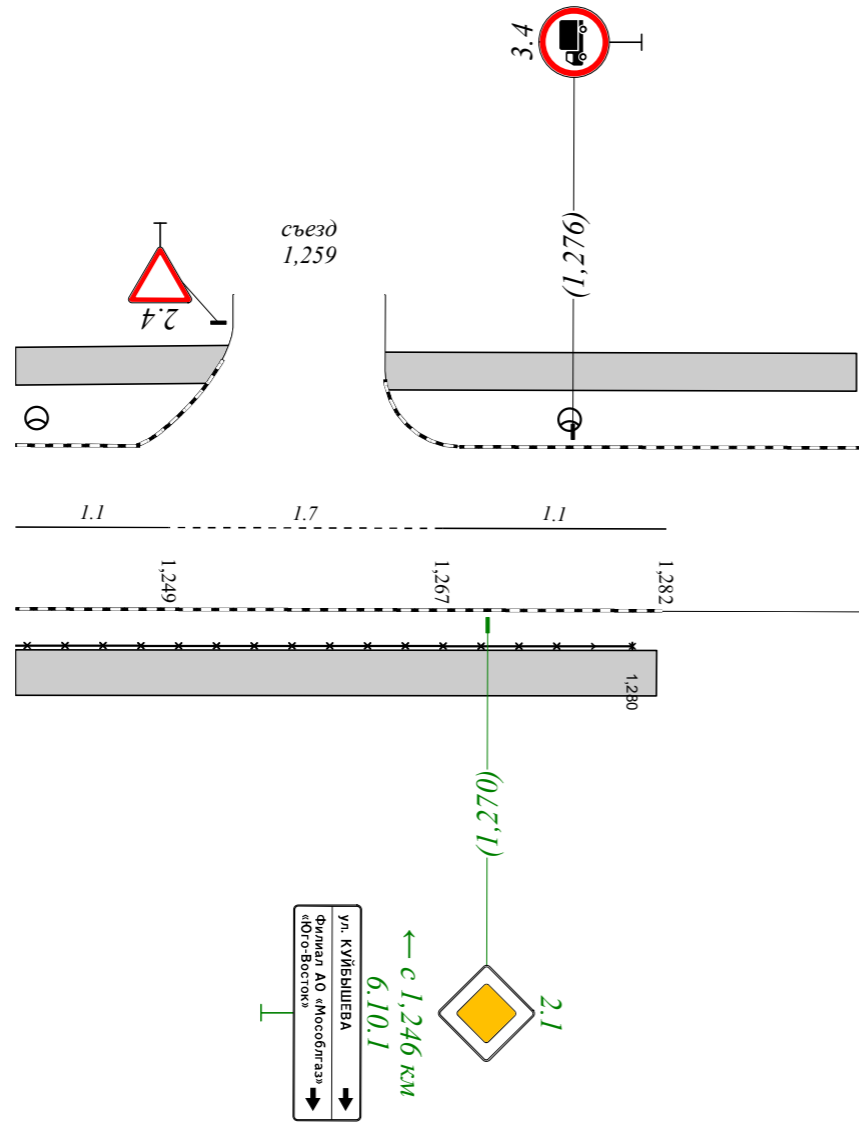 3.4
(1,276)
съезд
1,259
2.4
1.1
1.7
1.1
1,249
1,267
1,282
1,280
(1,270)
2.1
← с 1,246 км
6.10.1
ул. КУЙБЫШЕВА
Филиал АО «Мособлгаз»
«Юго-Восток»